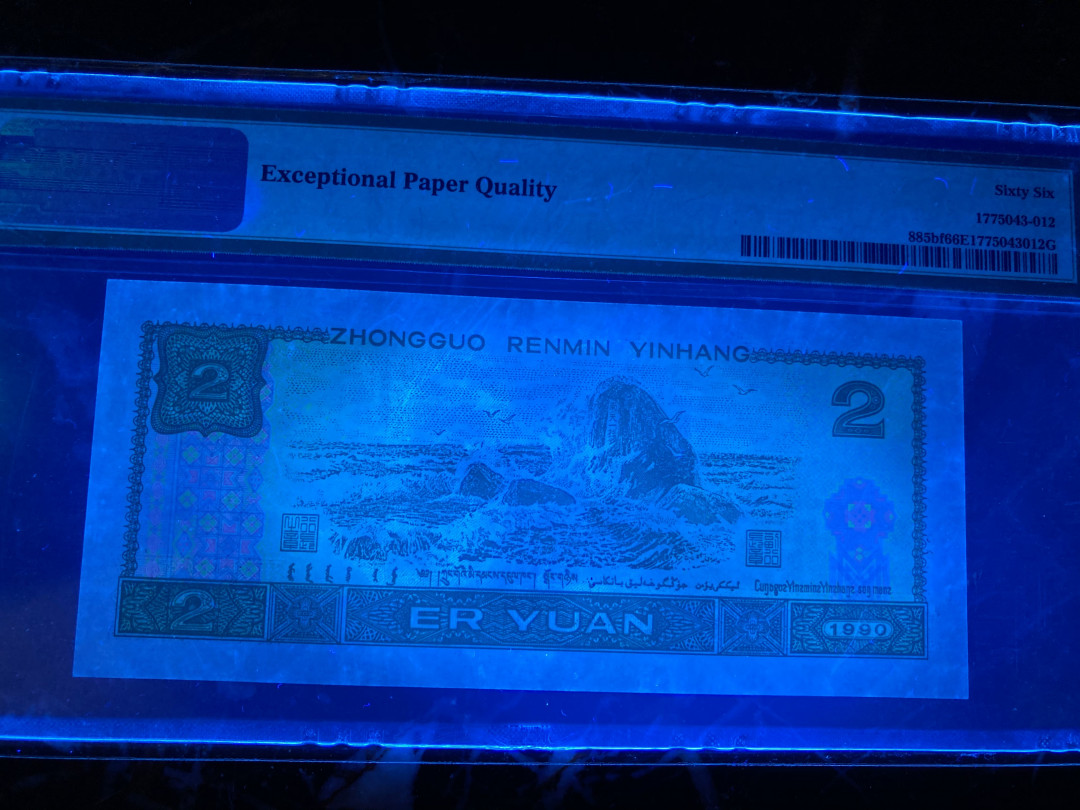 Exceptional Paper Quality
Sixty Six
1775043-012
885bf66E1775043012G
ZHONGGUO RENMIN YINHANG
2
2
2
ER YUAN
1990